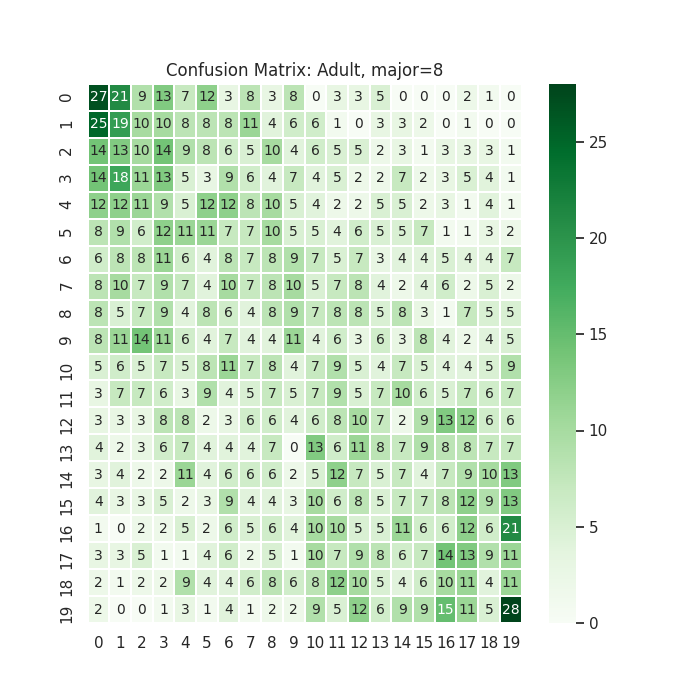 Confusion Matrix: Adult, major=8
0 27 21 9 13 7 12 3 8 3 8 0 3 3 5 0 0 0 2 1 0
1 25 19 10 10 8 8 8 11 4 6 6 1 0 3 3 2 0 1 0 0
2 14 13 10 14 9 8 6 5 10 4 6 5 5 2 3 1 3 3 3 1
3 14 18 11 13 5 3 9 6 4 7 4 5 2 2 7 2 3 5 4 1
4 12 12 11 9 5 12 12 8 10 5 4 2 2 5 5 2 3 1 4 1
5 8 9 6 12 11 11 7 7 10 5 5 4 6 5 5 7 1 1 3 2
6 6 8 8 11 6 4 8 7 8 9 7 5 7 3 4 4 5 4 4 7
7 8 10 7 9 7 4 10 7 8 10 5 7 8 4 2 4 6 2 5 2
8 8 5 7 9 4 8 6 4 8 9 7 8 8 5 8 3 1 7 5 5
9 8 11 14 11 6 4 7 4 4 11 4 6 3 6 3 8 4 2 4 5
10 5 6 5 7 5 8 11 7 8 4 7 9 5 4 7 5 4 4 5 9
11 3 7 7 6 3 9 4 5 7 5 7 9 5 7 10 6 5 7 6 7
12 3 3 3 8 8 2 3 6 6 4 6 8 10 7 2 9 13 12 6 6
13 4 2 3 6 7 4 4 4 7 0 13 6 11 8 7 9 8 8 7 7
14 3 4 2 2 11 4 6 6 6 2 5 12 7 5 7 4 7 9 10 13
15 4 3 3 5 2 3 9 4 4 3 10 6 8 5 7 7 8 12 9 13
16 1 0 2 2 5 2 6 5 6 4 10 10 5 5 11 6 6 12 6 21
17 3 3 5 1 1 4 6 2 5 1 10 7 9 8 6 7 14 13 9 11
18 2 1 2 2 9 4 4 6 8 6 8 12 10 5 4 6 10 11 4 11
19 2 0 0 1 3 1 4 1 2 2 9 5 12 6 9 9 15 11 5 28
0 1 2 3 4 5 6 7 8 9 10 11 12 13 14 15 16 17 18 19
25
20
15
10
5
0